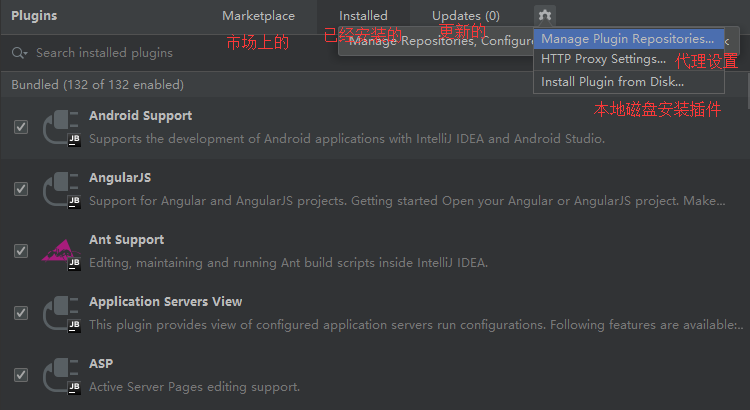 Plugins
Marketplace
Installed
Updates (0)
市场上的
已经安装的
更新的
Manage Repositories, Configure
Manage Plugin Repositories...
HTTP Proxy Settings...
代理设置
Install Plugin from Disk...
本地磁盘安装插件
Search installed plugins
Bundled (132 of 132 enabled)
Android Support
Supports the development of Android applications with IntelliJ IDEA and Android Studio.
AngularJS
Support for Angular and AngularJS projects. Getting started Open your Angular or AngularJS project. Make...
Ant Support
Editing, maintaining and running Ant build scripts inside IntelliJ IDEA.
Application Servers View
This plugin provides view of configured application servers run configurations. Following features are available:..
ASP
Active Server Pages editing support.
JB
JB
JB
JB
JB